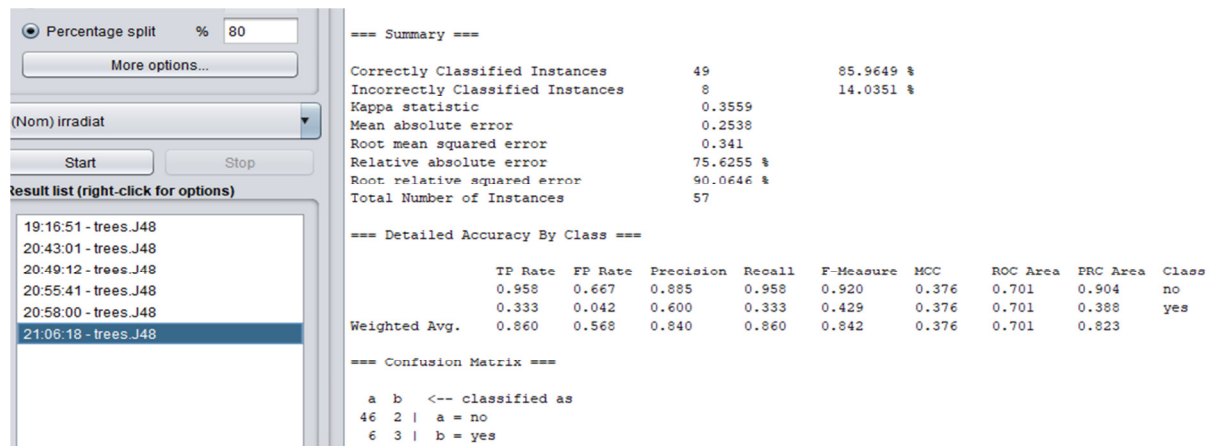 Percentage split % 80
More options...
(Nom) irradiat
Start Stop
Result list (right-click for options)
19:16:51 - trees.J48
20:43:01 - trees.J48
20:49:12 - trees.J48
20:55:41 - trees.J48
20:58:00 - trees.J48
21:06:18 - trees.J48
=== Summary ===
Correctly Classified Instances 49 85.9649 %
Incorrectly Classified Instances 8 14.0351 %
Kappa statistic 0.3559
Mean absolute error 0.2538
Root mean squared error 0.341
Relative absolute error 75.6255 %
Root relative squared error 90.0646 %
Total Number of Instances 57
=== Detailed Accuracy By Class ===
TP Rate FP Rate Precision Recall F-Measure MCC ROC Area PRC Area Class
0.958 0.667 0.885 0.958 0.920 0.376 0.701 0.904 no
0.333 0.042 0.600 0.333 0.429 0.376 0.701 0.388 yes
Weighted Avg. 0.860 0.568 0.840 0.860 0.842 0.376 0.701 0.823
=== Confusion Matrix ===
a b <-- classified as
46 2 | a = no
6 3 | b = yes